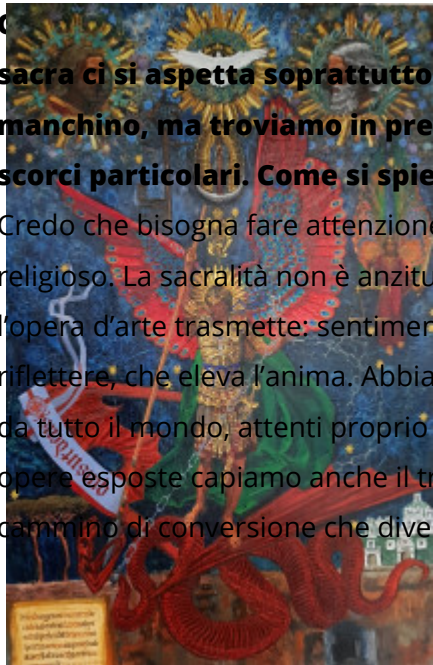 sacra ci si aspetta soprattutto
manchino, ma troviamo in pre
scorci particolari. Come si spie
Credo che bisogna fare attenzione
religioso. La sacralità non è anzitu
l'opera d'arte trasmette: sentimen
riflettere, che eleva l'anima. Abbia
da tutto il mondo, attenti proprio
opere esposte capiamo anche il tr
cammino di conversione che dive